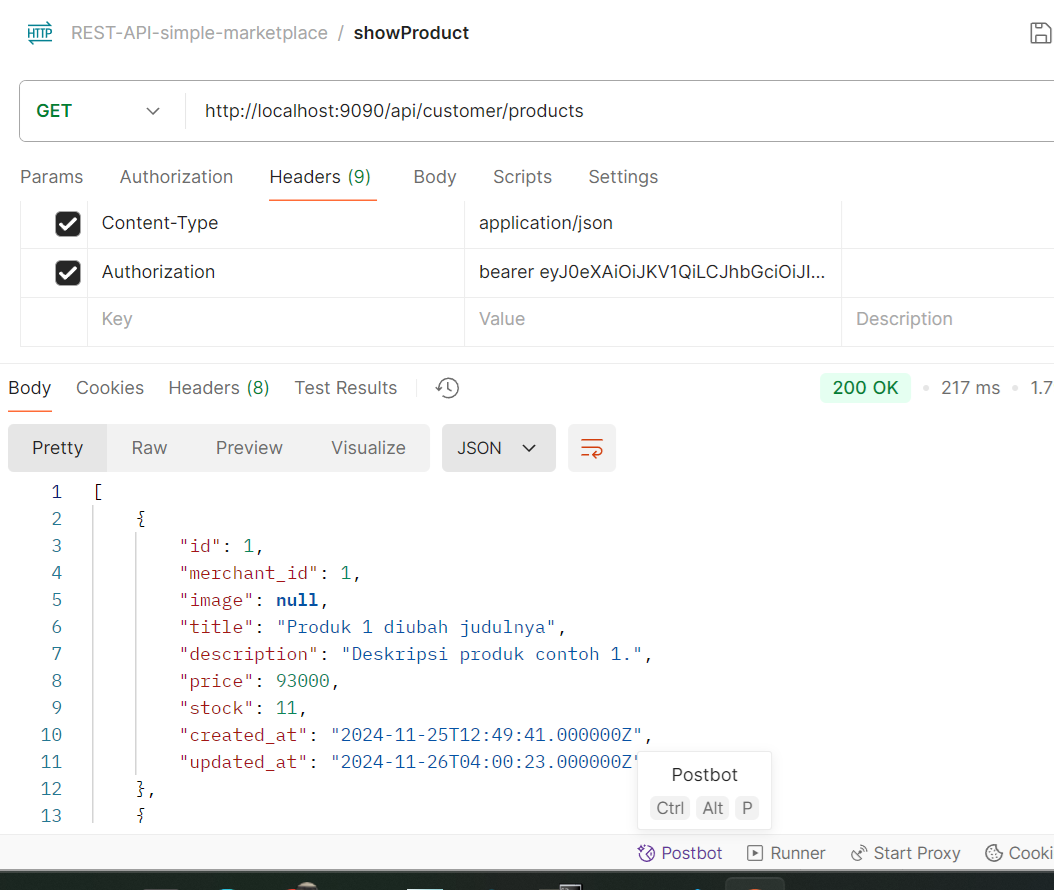 HTTP REST-API-simple-marketplace / showProduct
GET http://localhost:9090/api/customer/products
Params Authorization Headers (9) Body Scripts Settings
Content-Type application/json
Authorization bearer eyJ0eXAiOiJKV1QiLCJhbGciOiJI...
Key Value Description
Body Cookies Headers (8) Test Results 200 OK 217 ms 1.7
Pretty Raw Preview Visualize JSON
1 [
2 {
3 "id": 1,
4 "merchant_id": 1,
5 "image": null,
6 "title": "Produk 1 diubah judulnya",
7 "description": "Deskripsi produk contoh 1.",
8 "price": 93000,
9 "stock": 11,
10 "created_at": "2024-11-25T12:49:41.000000Z",
11 "updated_at": "2024-11-26T04:00:23.000000Z"
12 },
13 {
Postbot
Ctrl Alt P
Postbot Runner Start Proxy Cooki